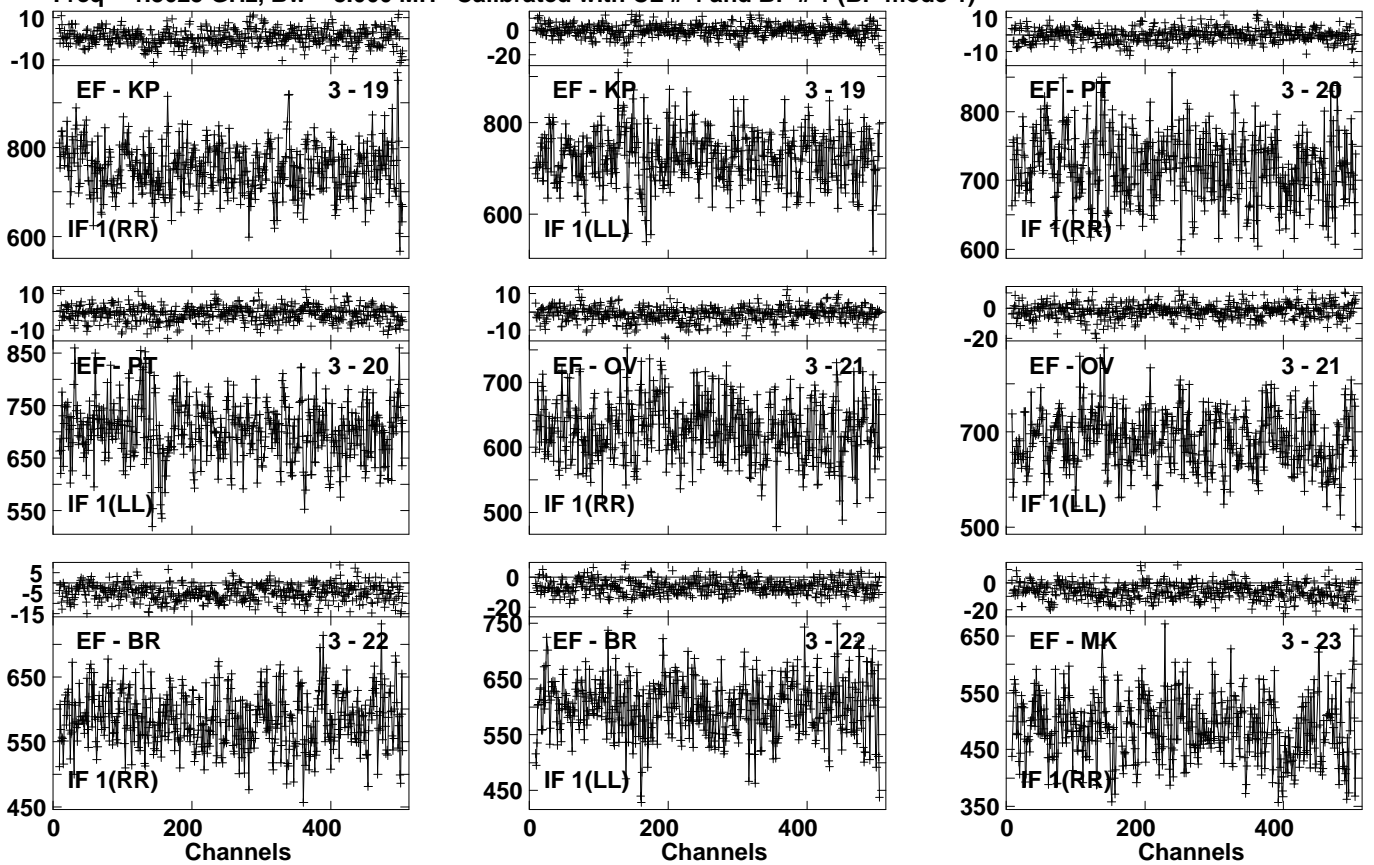 10
-10
EF - KP 3 - 19
800
600
IF 1(RR)
0
-20
EF - KP 3 - 19
800
600
IF 1(LL)
10
-10
EF - PT 3 - 20
800
700
600
IF 1(RR)
10
-10
850
EF - PT 3 - 20
750
650
550
IF 1(LL)
10
-10
EF - OV 3 - 21
700
600
500
IF 1(RR)
0
-20
EF - OV 3 - 21
700
500
IF 1(LL)
5
-5
-15
EF - BR 3 - 22
650
550
450
IF 1(RR)
0 200 400
Channels
0
-20
750
EF - BR 3 - 22
650
550
450
IF 1(LL)
0 200 400
Channels
0
-20
650
EF - MK 3 - 23
550
450
350
IF 1(RR)
0 200 400
Channels